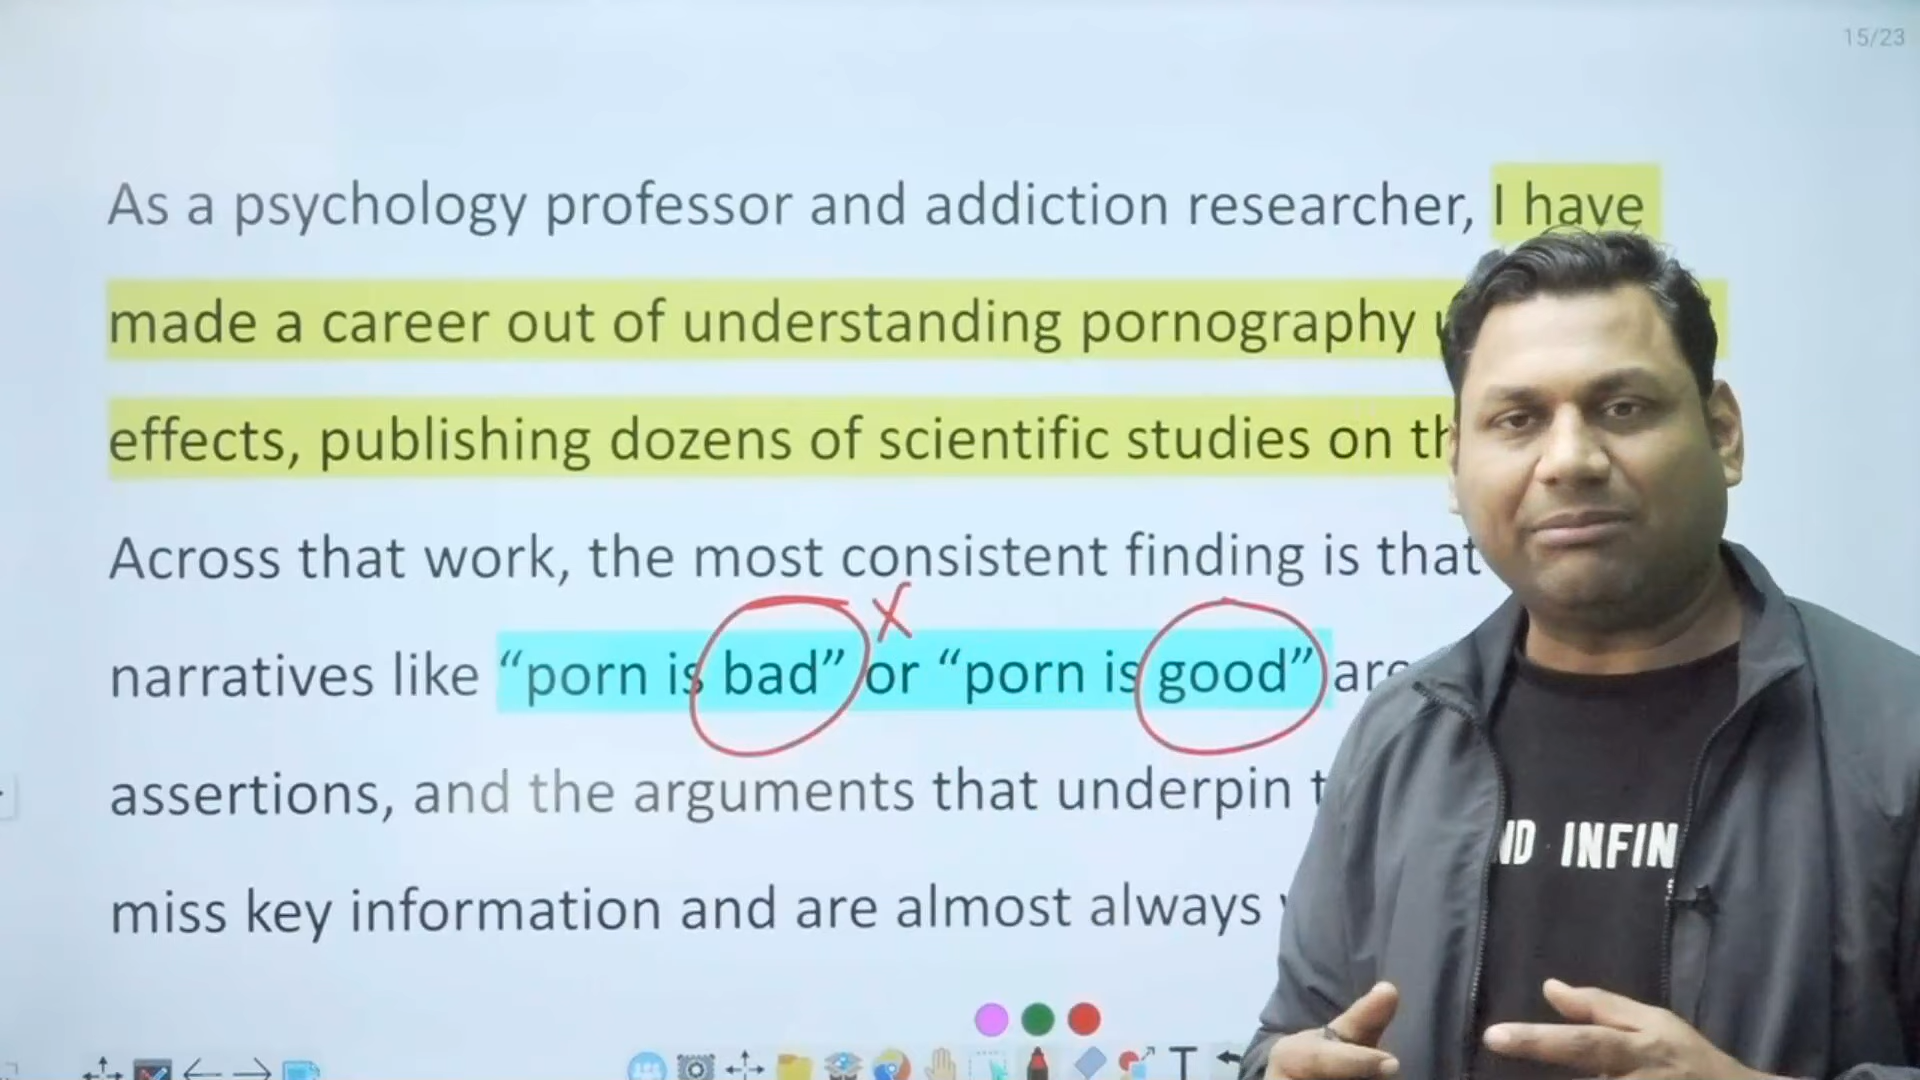 15/23
As a psychology professor and addiction researcher, I have
made a career out of understanding pornography
effects, publishing dozens of scientific studies on
Across that work, the most consistent finding is that
X
narratives like “porn is bad” or “porn is good” are
assertions, and the arguments that underpin
miss key information and are almost always
ND INFIN
T